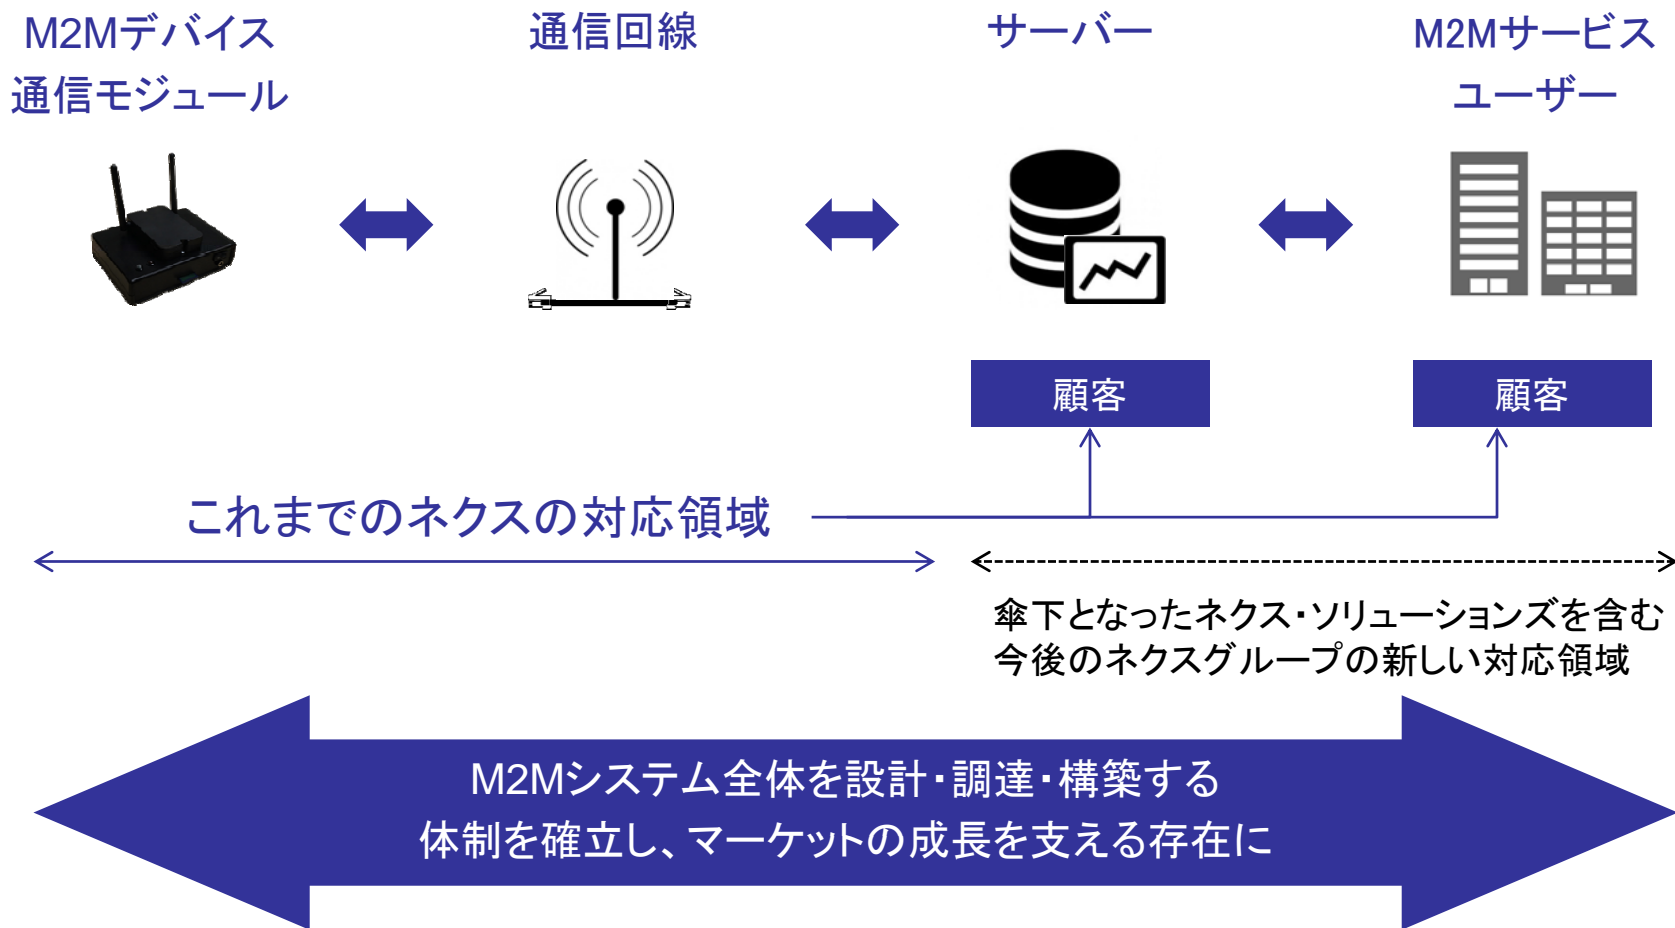 M2Mデバイス
通信モジュール
通信回線
サーバー
M2Mサービス
ユーザー
顧客
顧客
これまでのネクスの対応領域
傘下となったネクス・ソリューションズを含む
今後のネクスグループの新しい対応領域
M2Mシステム全体を設計・調達・構築する
体制を確立し、マーケットの成長を支える存在に